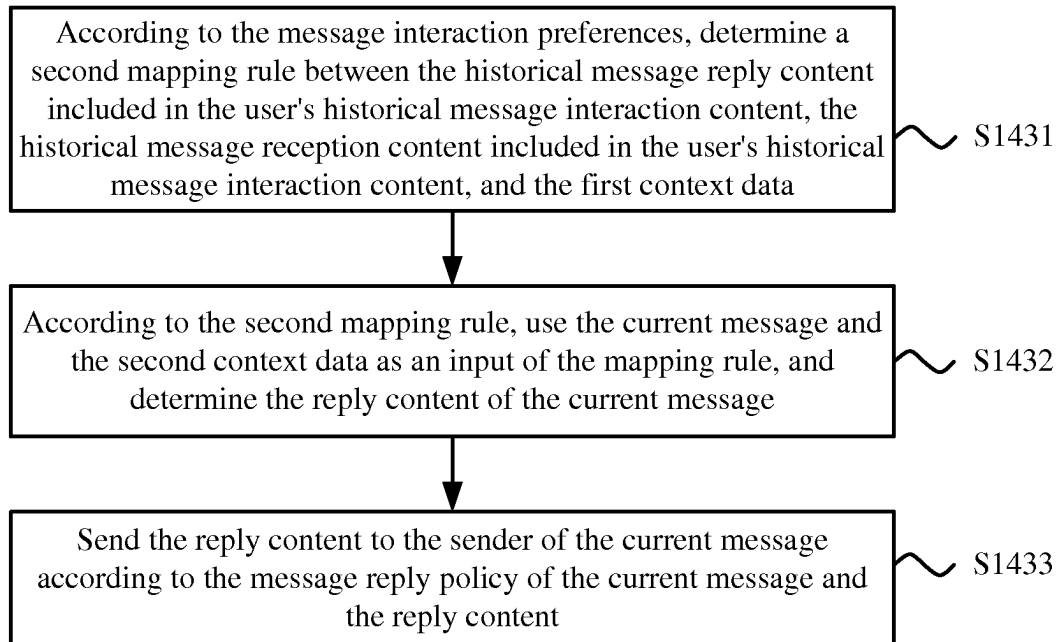 According to the message interaction preferences, determine a
second mapping rule between the historical message reply content
included in the user's historical message interaction content, the
historical message reception content included in the user's historical
message interaction content, and the first context data
S1431
According to the second mapping rule, use the current message and
the second context data as an input of the mapping rule, and
determine the reply content of the current message
S1432
Send the reply content to the sender of the current message
according to the message reply policy of the current message and
the reply content
S1433